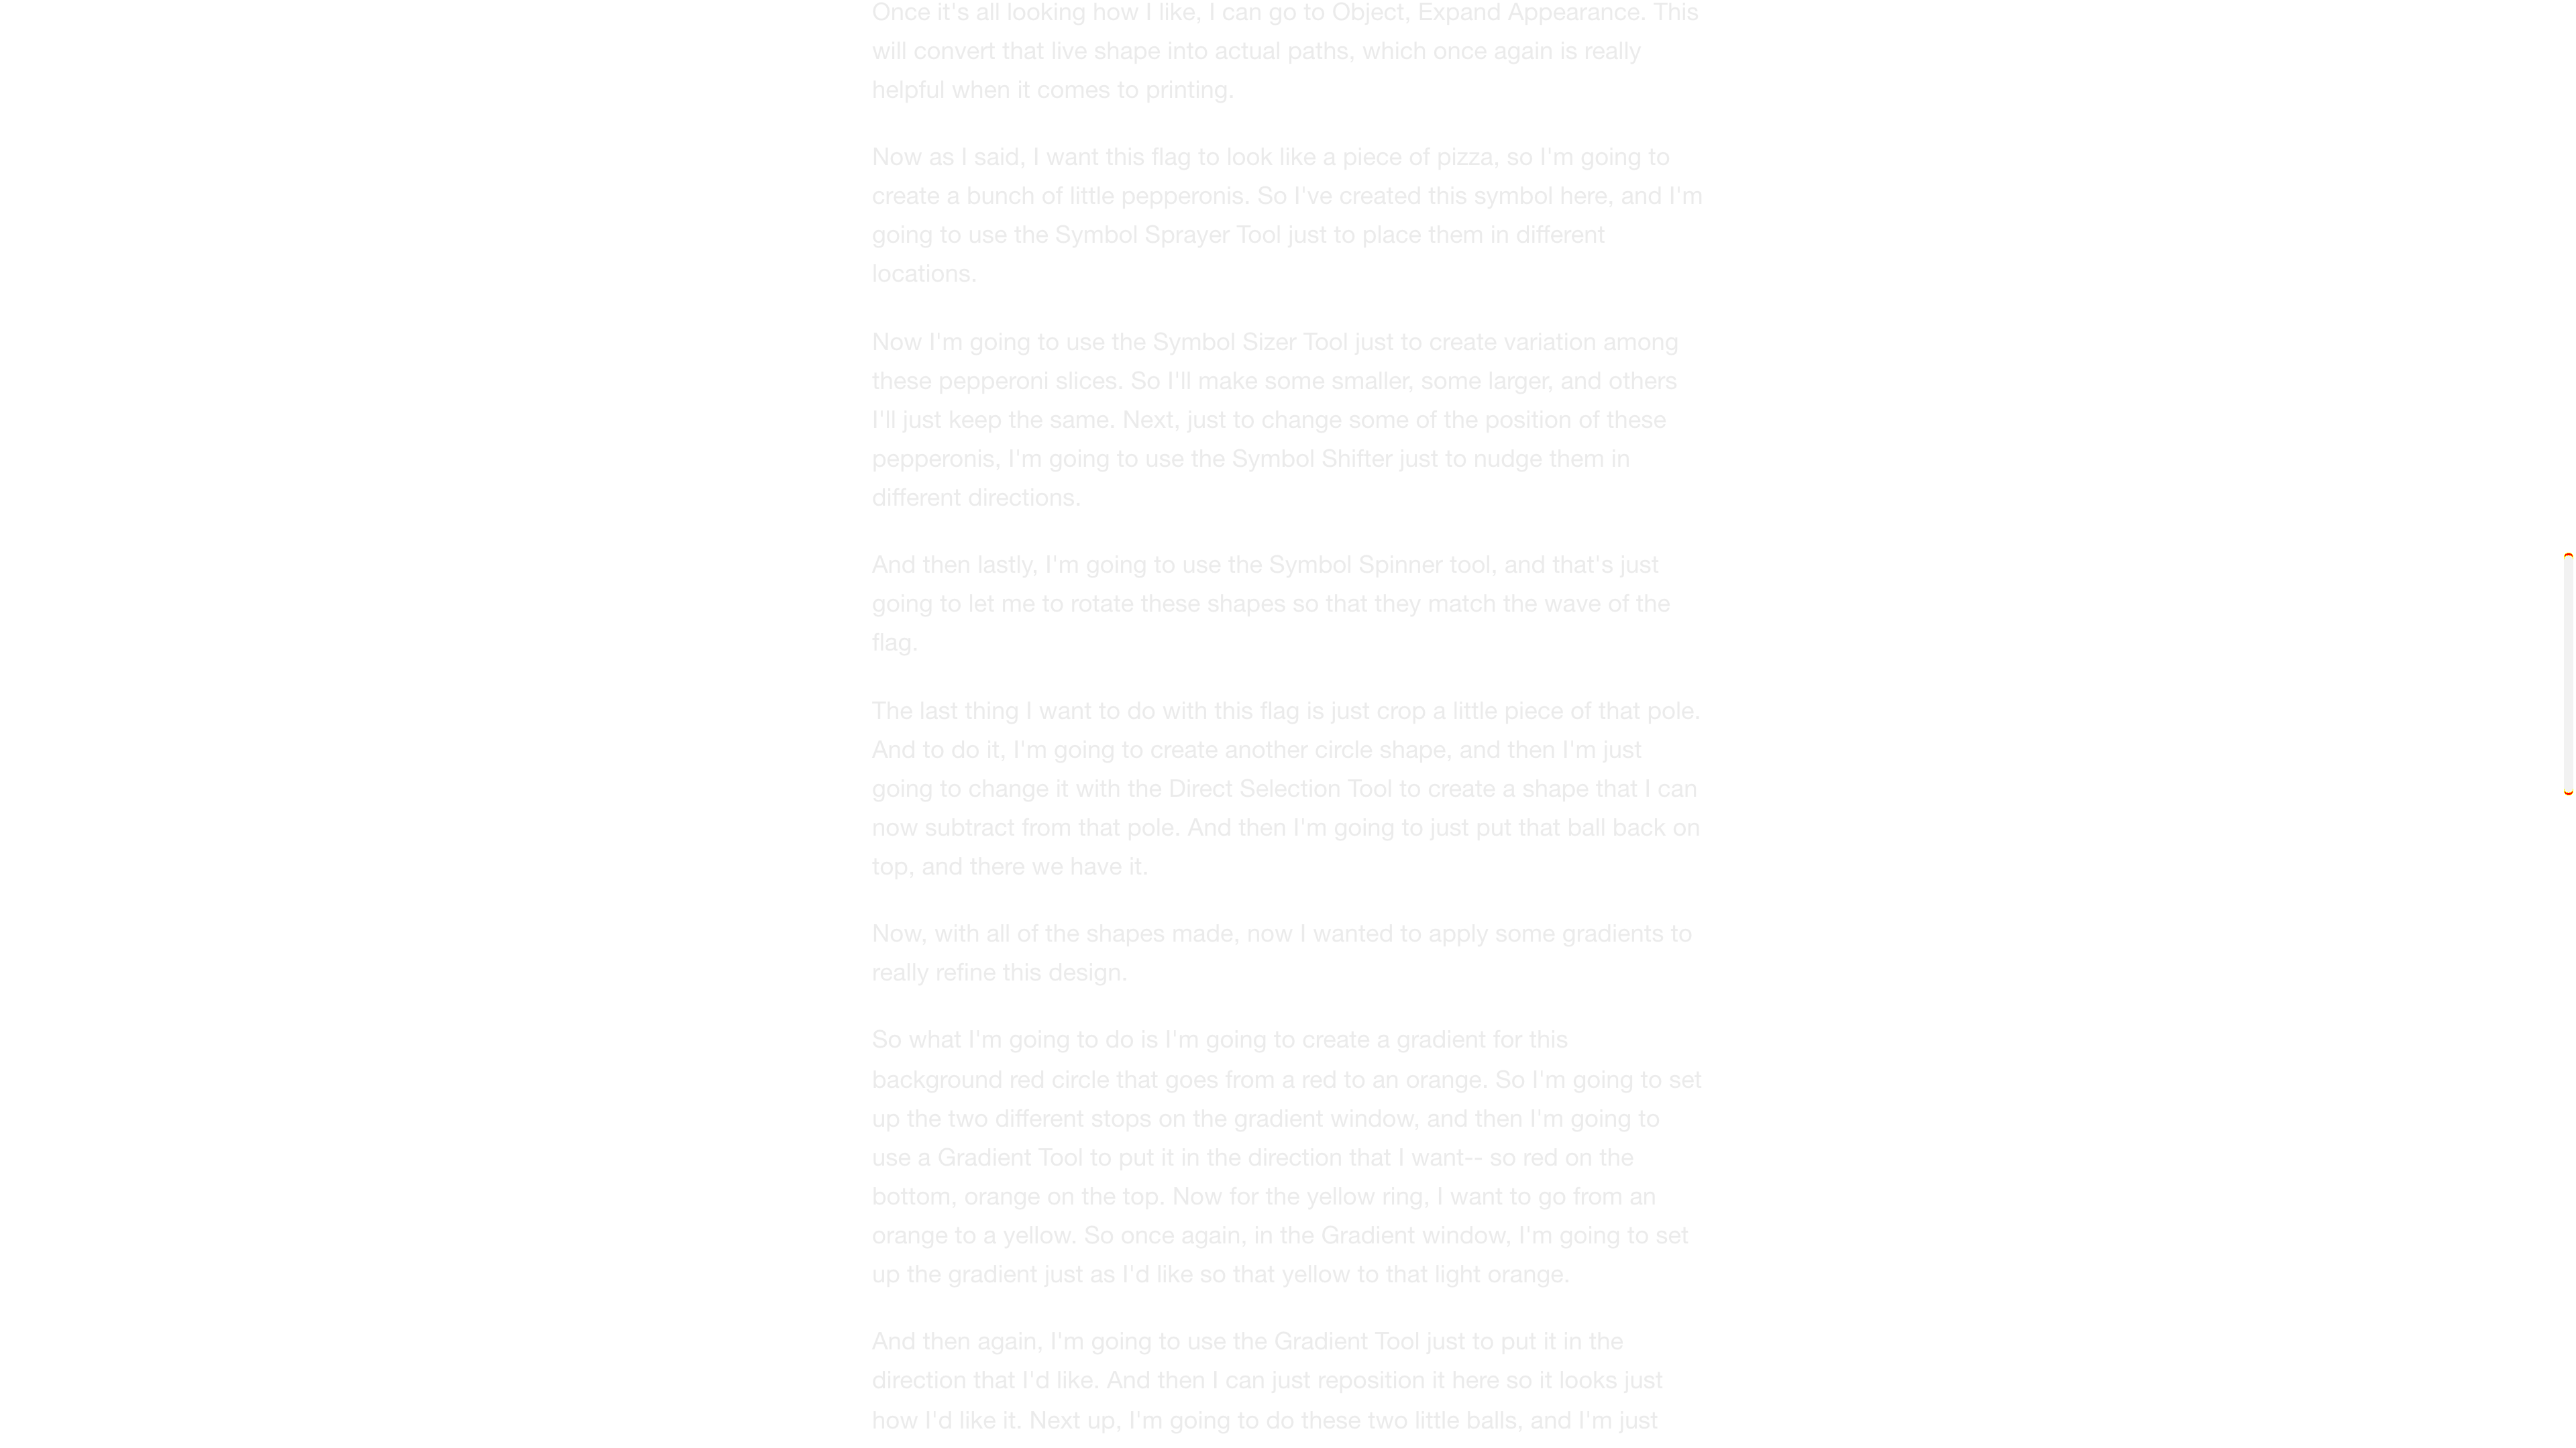 Once it's all looking how I like, I can go to Object, Expand Appearance. This
will convert that live shape into actual paths, which once again is really
helpful when it comes to printing.
Now as I said, I want this flag to look like a piece of pizza, so I'm going to
create a bunch of little pepperonis. So I've created this symbol here, and I'm
going to use the Symbol Sprayer Tool just to place them in different
locations.
Now I'm going to use the Symbol Sizer Tool just to create variation among
these pepperoni slices. So I'll make some smaller, some larger, and others
I'll just keep the same. Next, just to change some of the position of these
pepperonis, I'm going to use the Symbol Shifter just to nudge them in
different directions.
And then lastly, I'm going to use the Symbol Spinner tool, and that's just
going to let me to rotate these shapes so that they match the wave of the
flag.
The last thing I want to do with this flag is just crop a little piece of that pole.
And to do it, I'm going to create another circle shape, and then I'm just
going to change it with the Direct Selection Tool to create a shape that I can
now subtract from that pole. And then I'm going to just put that ball back on
top, and there we have it.
Now, with all of the shapes made, now I wanted to apply some gradients to
really refine this design.
So what I'm going to do is I'm going to create a gradient for this
background red circle that goes from a red to an orange. So I'm going to set
up the two different stops on the gradient window, and then I'm going to
use a Gradient Tool to put it in the direction that I want-- so red on the
bottom, orange on the top. Now for the yellow ring, I want to go from an
orange to a yellow. So once again, in the Gradient window, I'm going to set
up the gradient just as I'd like so that yellow to that light orange.
And then again, I'm going to use the Gradient Tool just to put it in the
direction that I'd like. And then I can just reposition it here so it looks just
how I'd like it. Next up, I'm going to do these two little balls, and I'm just